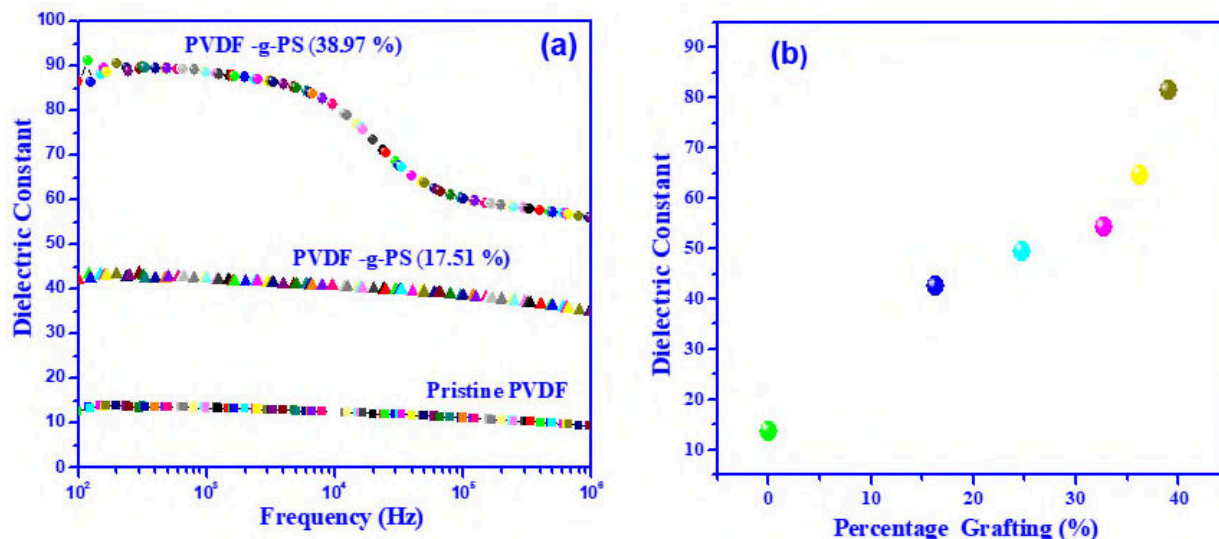 (a)
PVDF -g-PS (38.97 %)
PVDF -g-PS (17.51 %)
Pristine PVDF
Dielectric Constant
100
90
80
70
60
50
40
30
20
10
0
10² 10³ 10⁴ 10⁵ 10⁶
Frequency (Hz)
(b)
Dielectric Constant
90
80
70
60
50
40
30
20
10
0 10 20 30 40
Percentage Grafting (%)